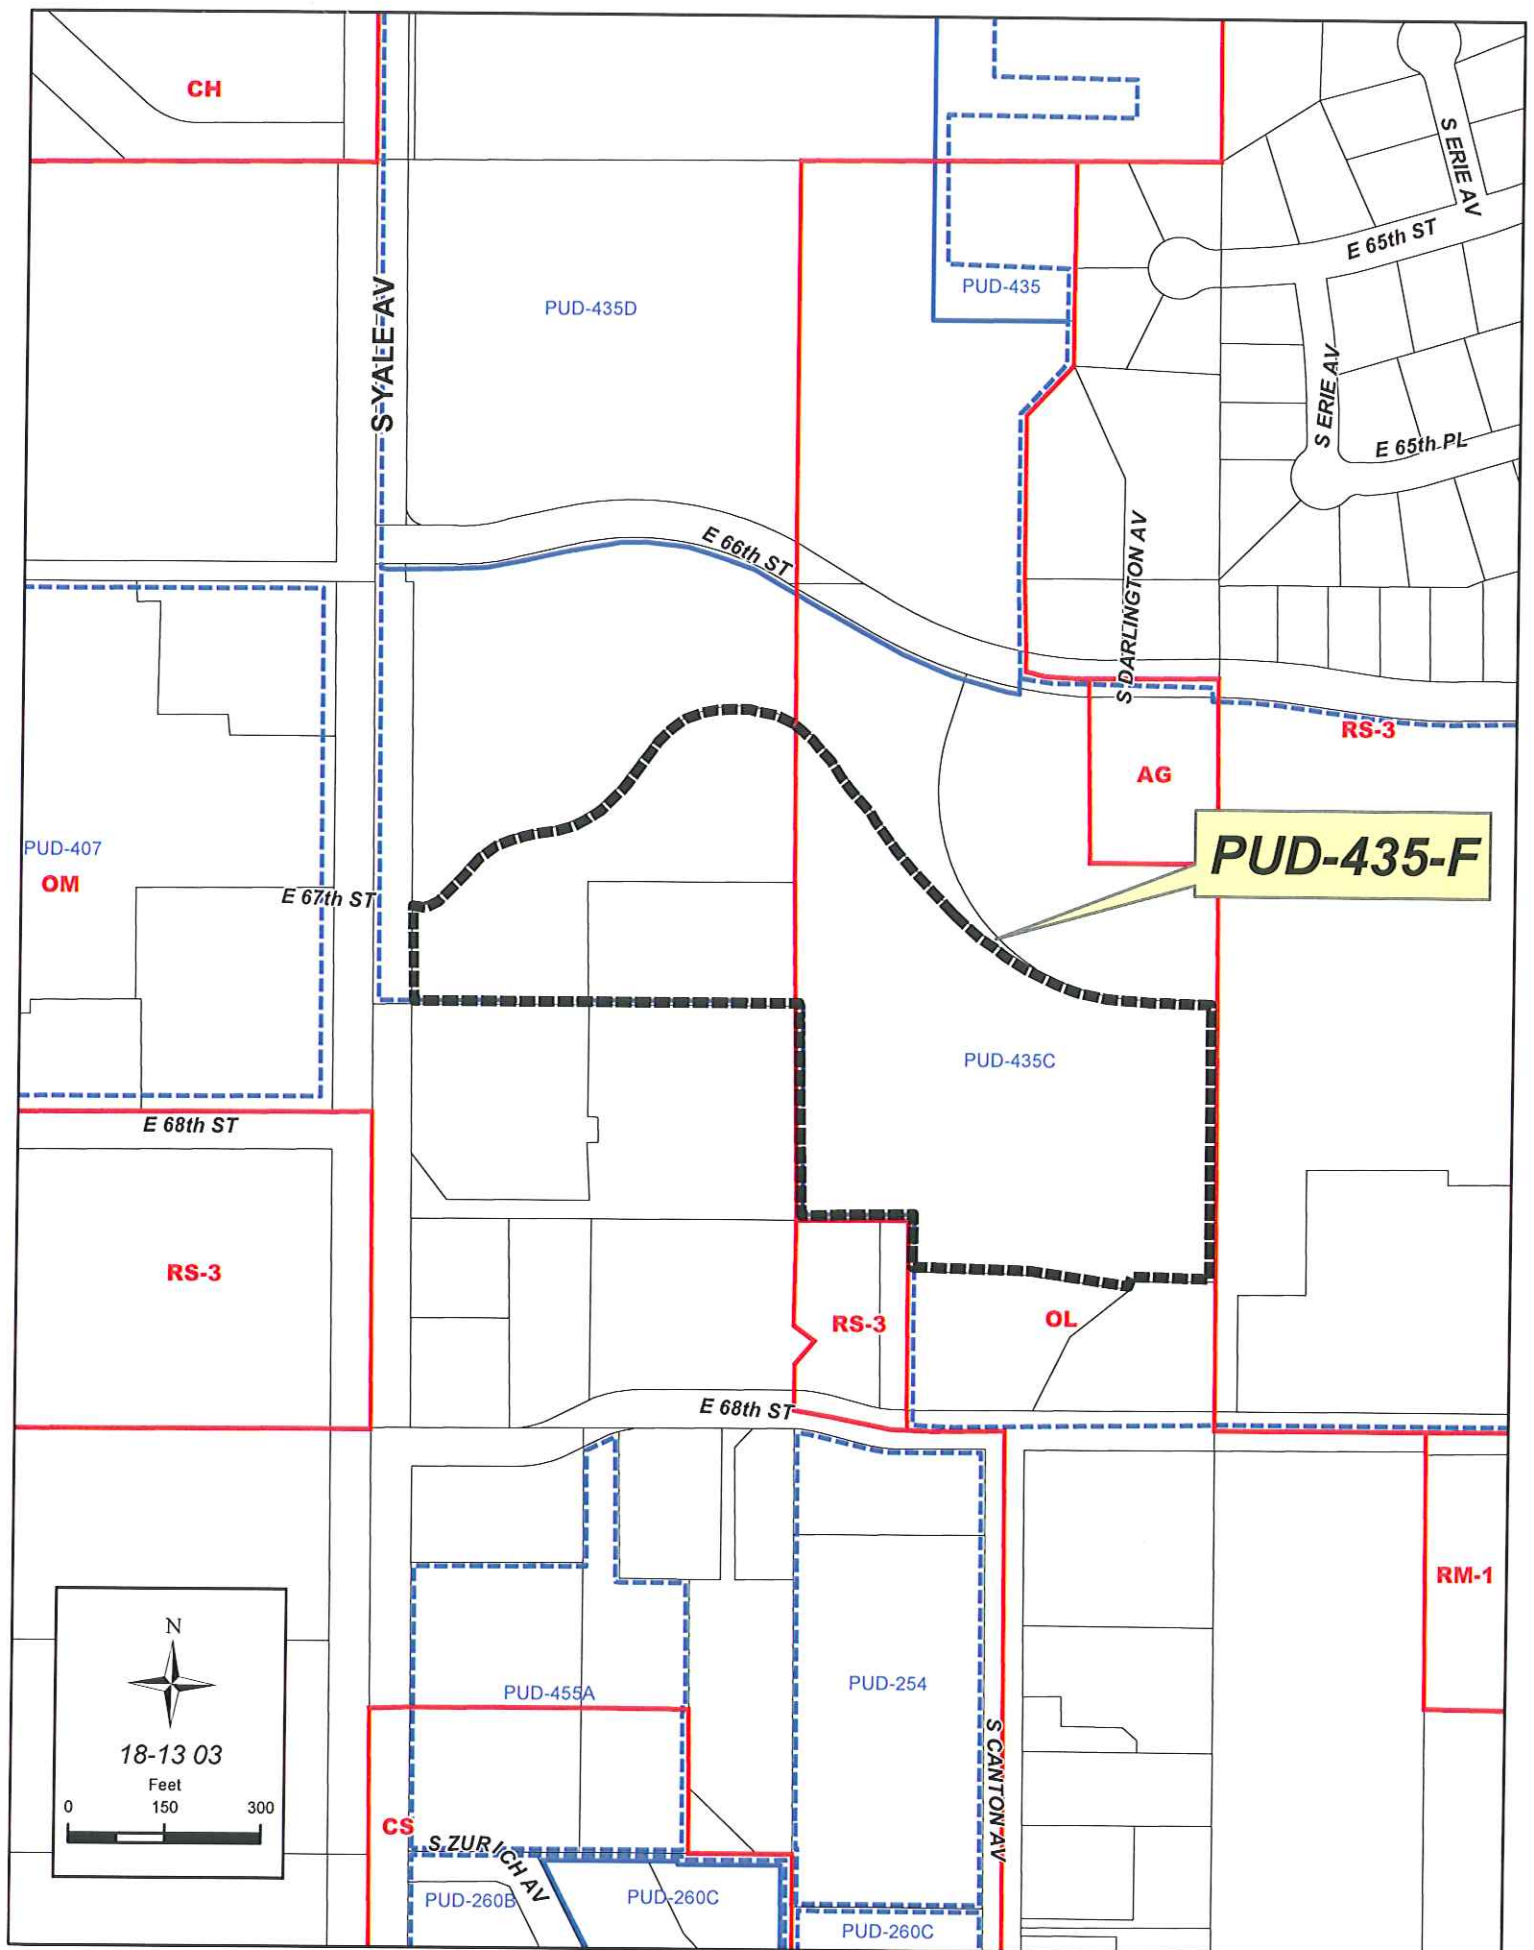 CH
S ERIE AV
E 65th ST
PUD-435
PUD-435D
S YALE AV
S ERIE AV
E 65th PL
E 66th ST
S DARLINGTON AV
RS-3
AG
PUD-435-F
PUD-407
OM
E 67th ST
PUD-435C
E 68th ST
RS-3
RS-3
OL
E 68th ST
RM-1
N
18-13 03
Feet
0 150 300
PUD-455A
PUD-254
S CANTON AV
CS
S ZURICH AV
PUD-260B
PUD-260C
PUD-260C